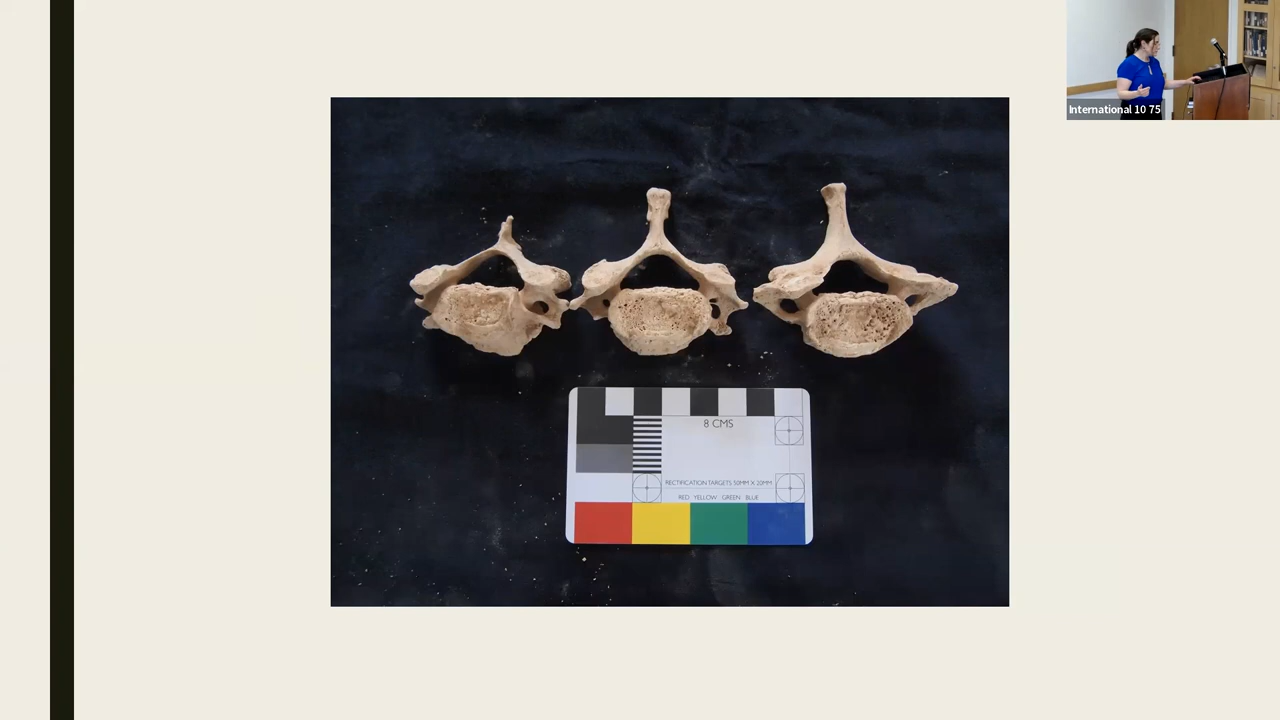 International 10 75
8 CMS
RECTIFICATION TARGETS 50MM X 20MM
RED YELLOW GREEN BLUE